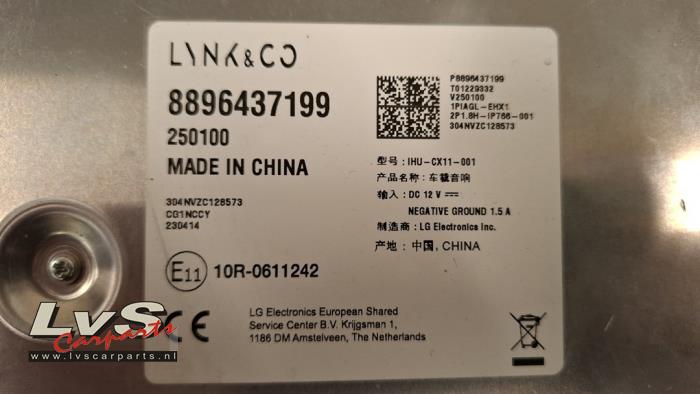 LYNK&CO
8896437199
250100
MADE IN CHINA
304NVZC128573
CG1NCCY
230414
E11 10R-0611242
CE
LG Electronics European Shared
Service Center B.V. Krijgsman 1,
1186 DM Amstelveen, The Netherlands
P8896437199
T01229332
V250100
1PIAGL-EHX1
2P1.8H-IP766-001
304NVZC128573
型号: IHU-CX11-001
产品名称: 车载音响
输入: DC 12 V
NEGATIVE GROUND 1.5 A
制造商: LG Electronics Inc.
产地: 中国, CHINA
LvS
Carparts
www.lvscarparts.nl